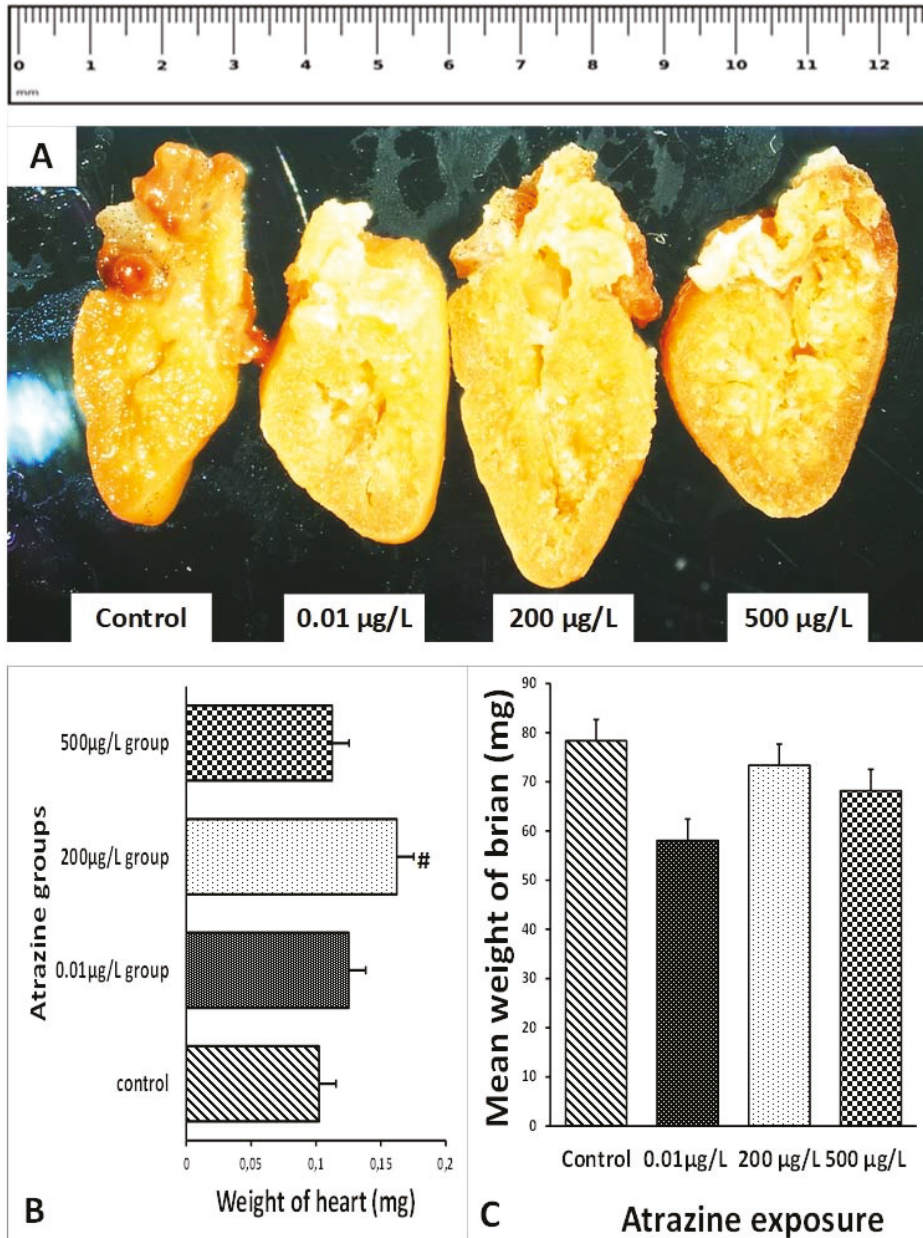 0 1 2 3 4 5 6 7 8 9 10 11 12
mm
A
Control 0.01 µg/L 200 µg/L 500 µg/L
Atrazine groups
500µg/L group
200µg/L group
0.01µg/L group
control
#
0 0,05 0,1 0,15 0,2
Weight of heart (mg)
B
Mean weight of brian (mg)
90
80
70
60
50
40
30
20
10
0
Control 0.01µg/L 200 µg/L 500 µg/L
Atrazine exposure
C